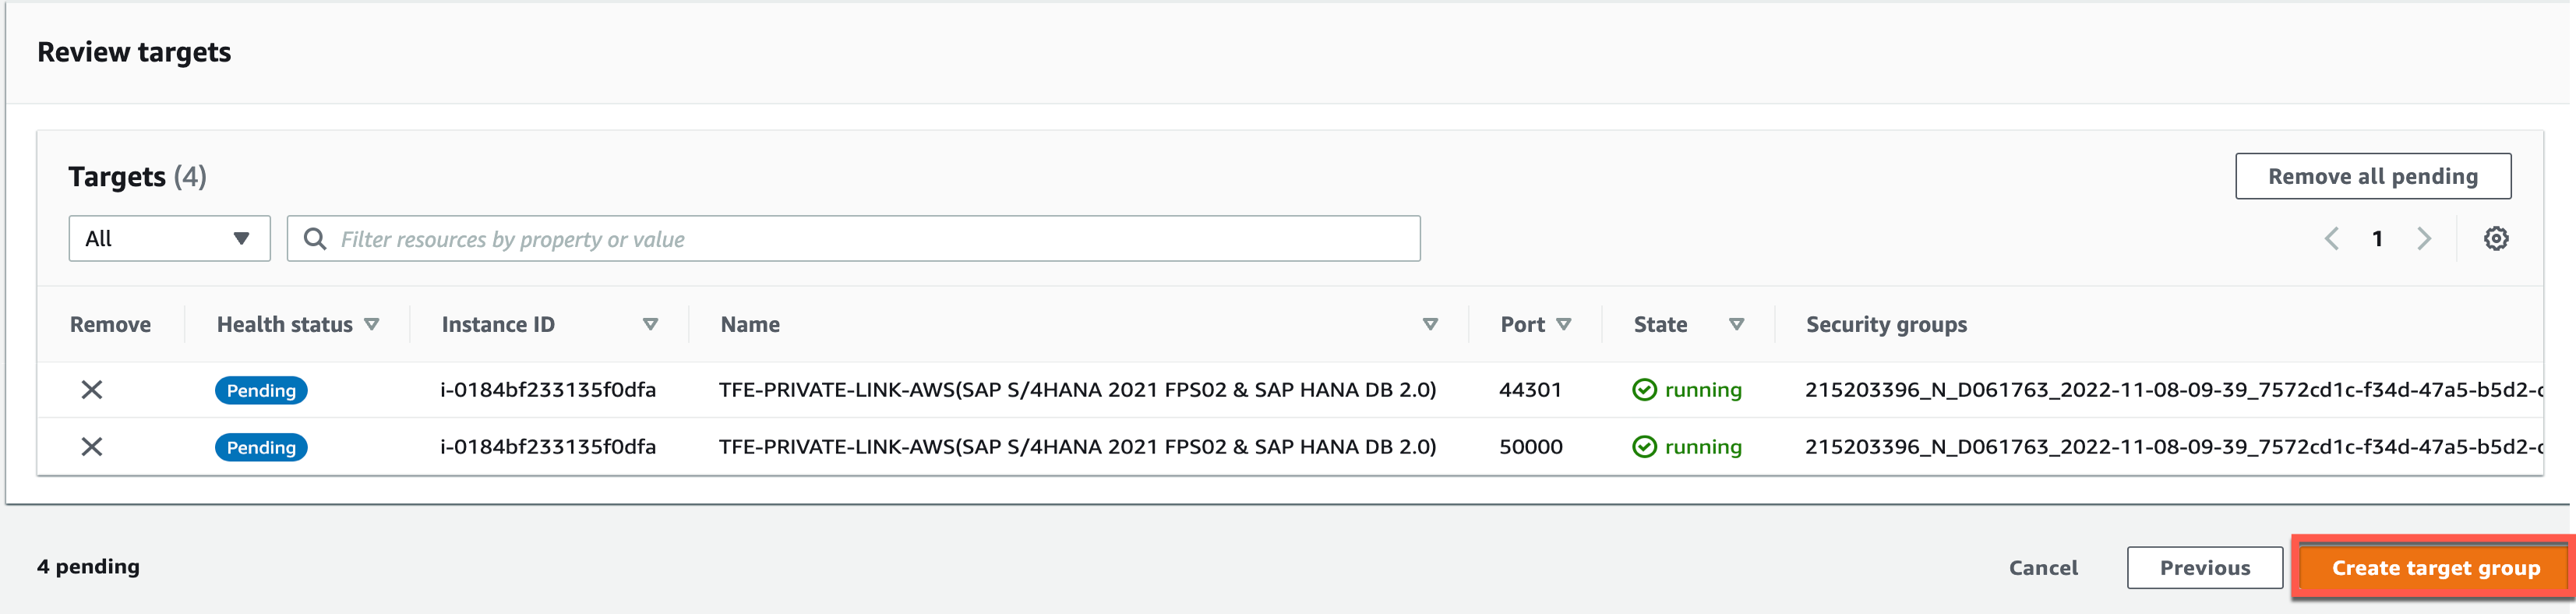 Review targets
Targets (4)
Remove all pending
All
Filter resources by property or value
1
Remove Health status Instance ID Name Port State Security groups
Pending i-0184bf233135f0dfa TFE-PRIVATE-LINK-AWS(SAP S/4HANA 2021 FPS02 & SAP HANA DB 2.0) 44301 running 215203396_N_D061763_2022-11-08-09-39_7572cd1c-f34d-47a5-b5d2-
Pending i-0184bf233135f0dfa TFE-PRIVATE-LINK-AWS(SAP S/4HANA 2021 FPS02 & SAP HANA DB 2.0) 50000 running 215203396_N_D061763_2022-11-08-09-39_7572cd1c-f34d-47a5-b5d2-
4 pending
Cancel
Previous
Create target group